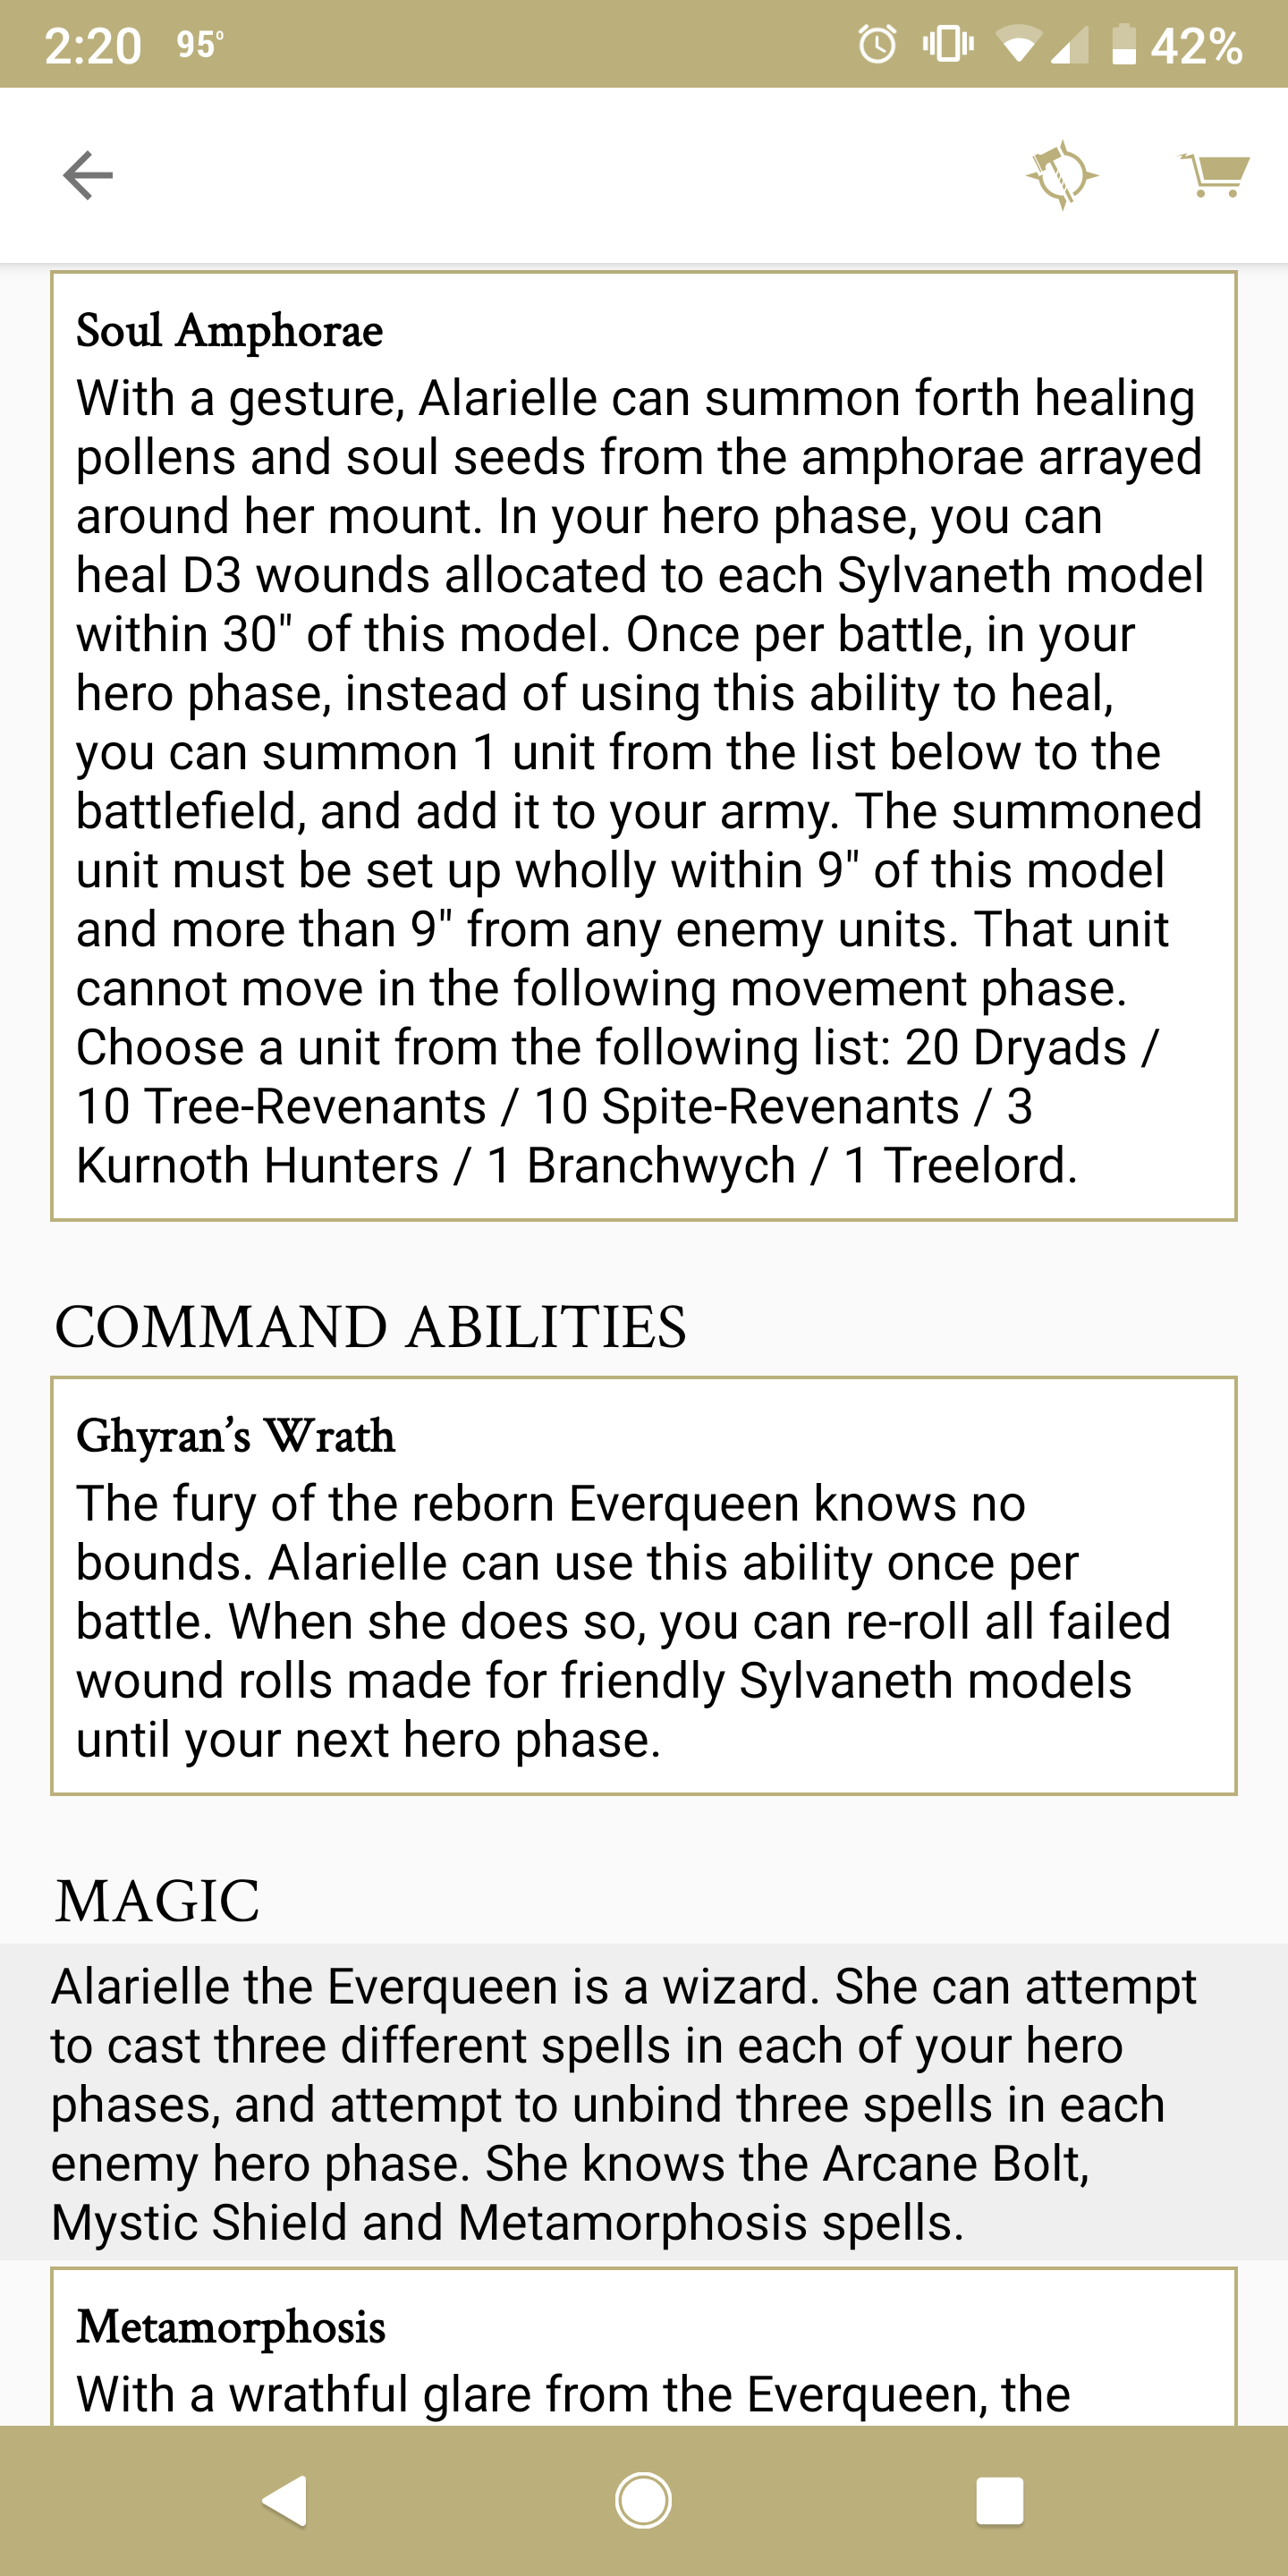 2:20 95° 42%
Soul Amphorae
With a gesture, Alarielle can summon forth healing
pollens and soul seeds from the amphorae arrayed
around her mount. In your hero phase, you can
heal D3 wounds allocated to each Sylvaneth model
within 30" of this model. Once per battle, in your
hero phase, instead of using this ability to heal,
you can summon 1 unit from the list below to the
battlefield, and add it to your army. The summoned
unit must be set up wholly within 9" of this model
and more than 9" from any enemy units. That unit
cannot move in the following movement phase.
Choose a unit from the following list: 20 Dryads /
10 Tree-Revenants / 10 Spite-Revenants / 3
Kurnoth Hunters / 1 Branchwych / 1 Treelord.
COMMAND ABILITIES
Ghyran’s Wrath
The fury of the reborn Everqueen knows no
bounds. Alarielle can use this ability once per
battle. When she does so, you can re-roll all failed
wound rolls made for friendly Sylvaneth models
until your next hero phase.
MAGIC
Alarielle the Everqueen is a wizard. She can attempt
to cast three different spells in each of your hero
phases, and attempt to unbind three spells in each
enemy hero phase. She knows the Arcane Bolt,
Mystic Shield and Metamorphosis spells.
Metamorphosis
With a wrathful glare from the Everqueen, the